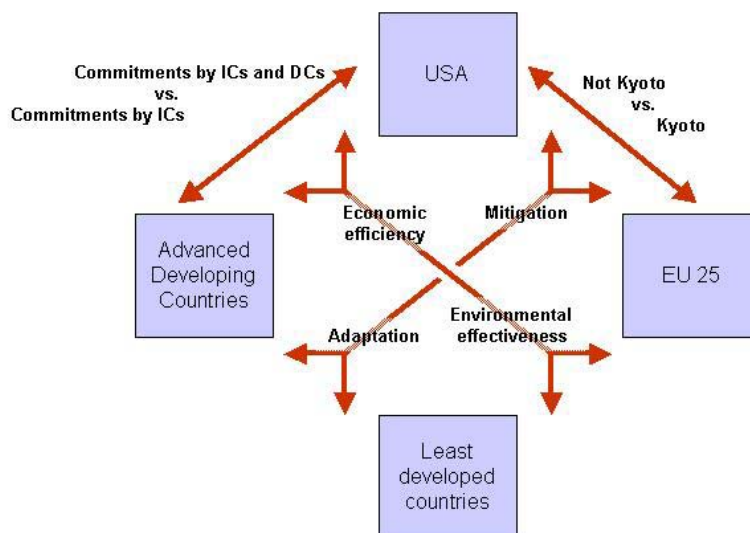 Commitments by ICs and DCs
vs.
Commitments by ICs
USA
Not Kyoto
vs.
Kyoto
Economic
efficiency
Mitigation
Advanced
Developing
Countries
EU 25
Adaptation
Environmental
effectiveness
Least
developed
countries